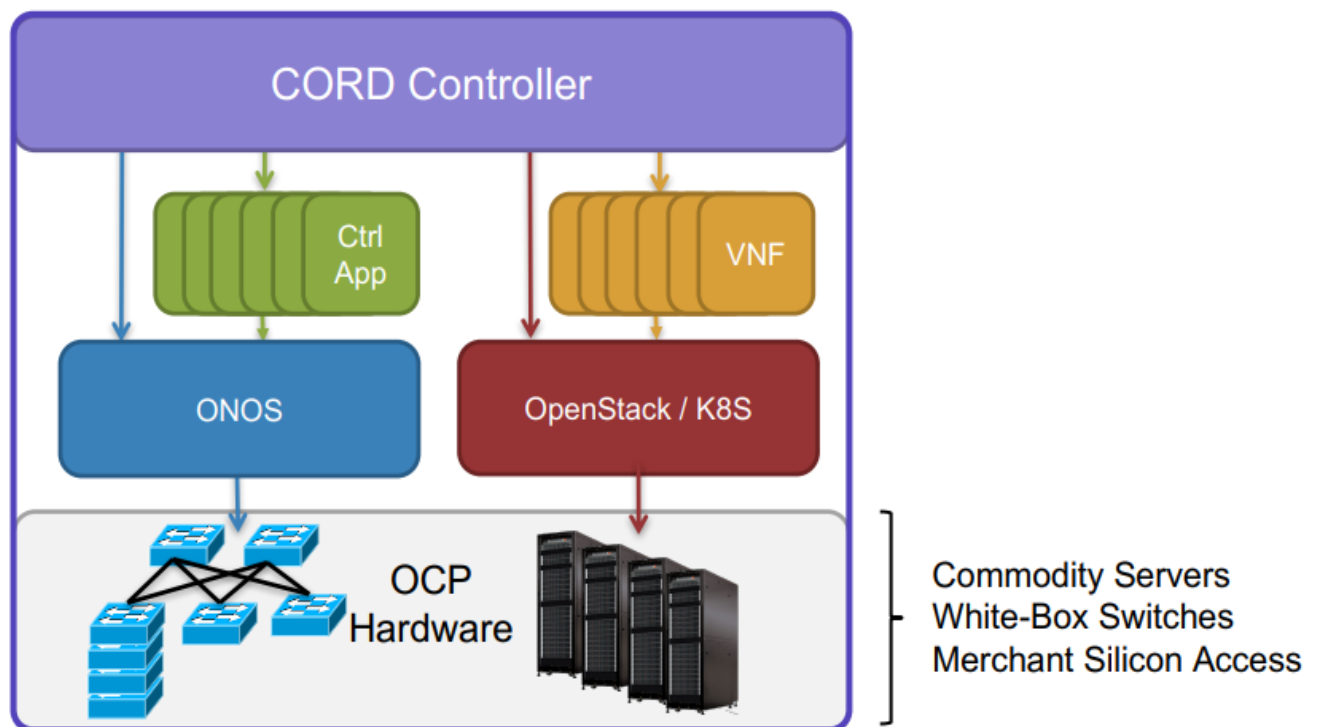 CORD Controller
Ctrl
App
VNF
ONOS
OpenStack / K8S
OCP
Hardware
Commodity Servers
White-Box Switches
Merchant Silicon Access